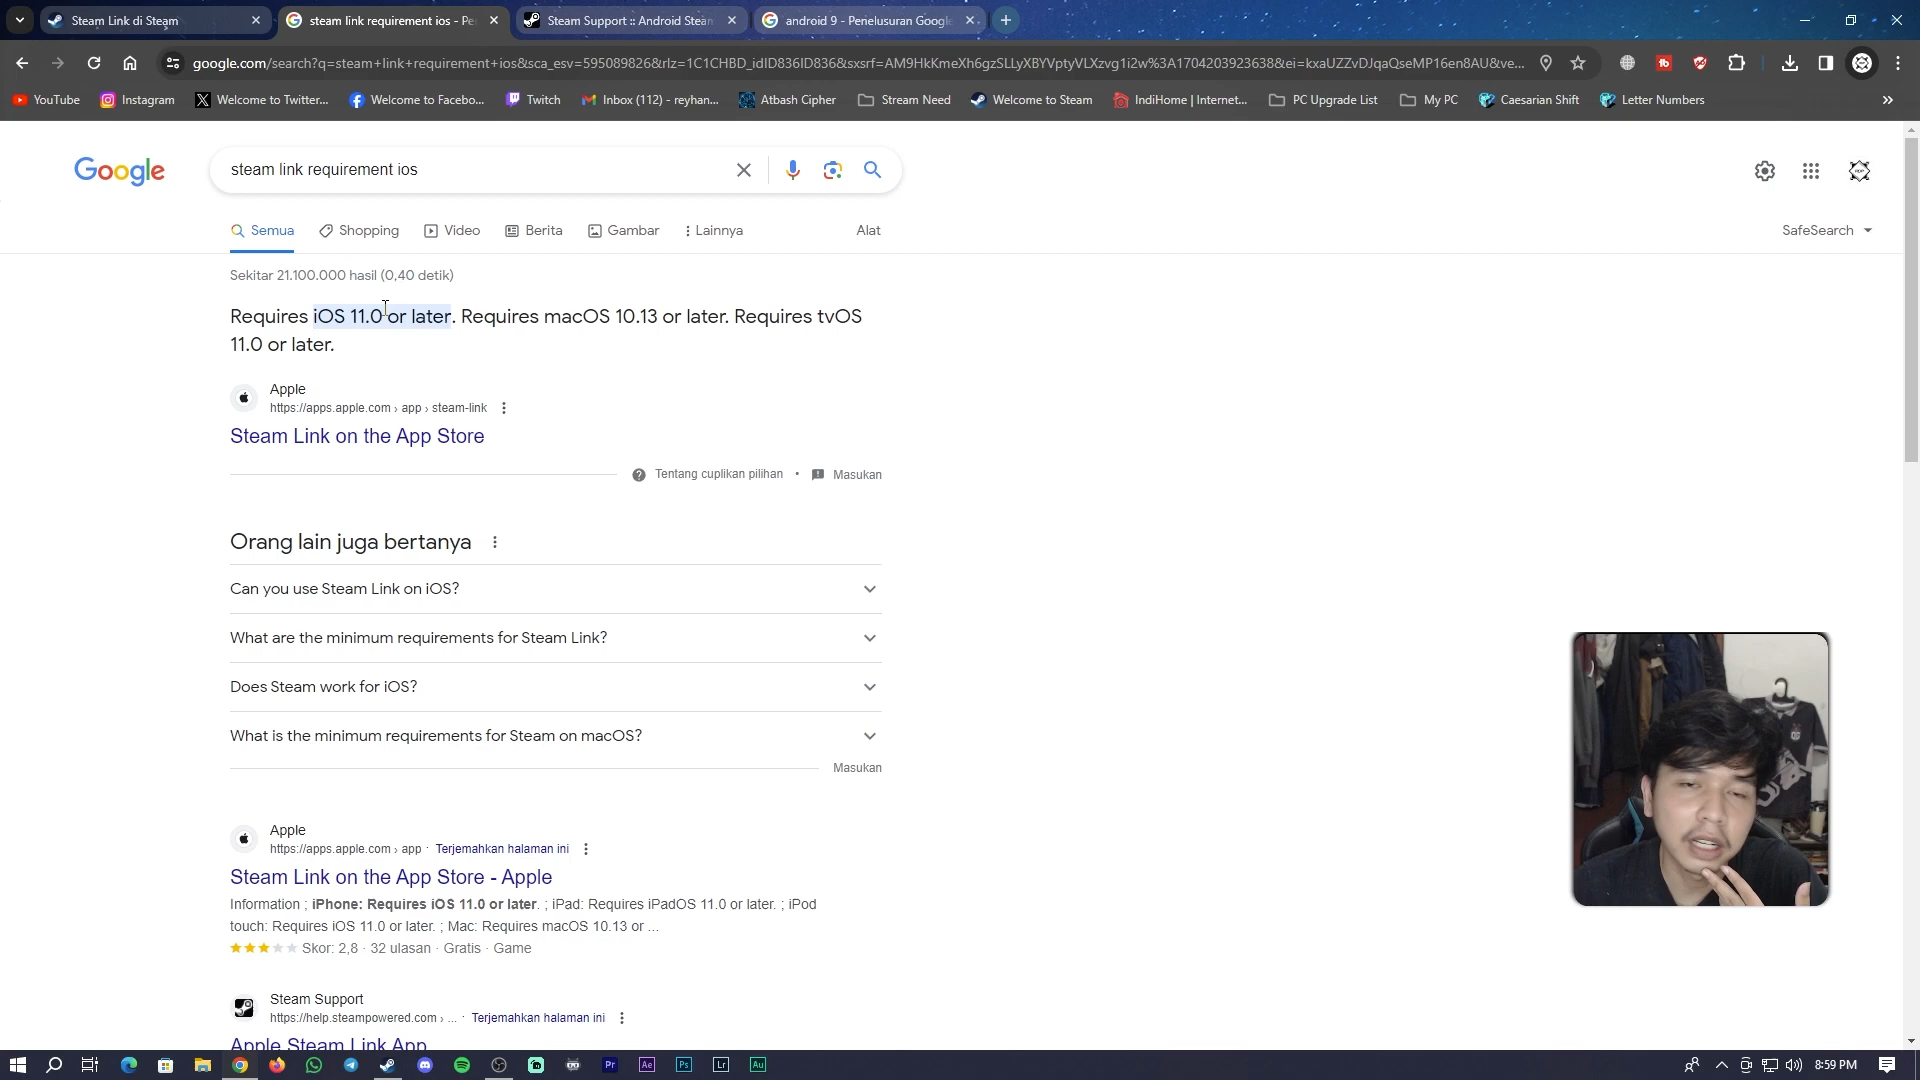 Steam Link di Steam
steam link requirement ios - Pe
Steam Support :: Android Stean
android 9 - Penelusuran Google
google.com/search?q=steam+link+requirement+ios&sca_esv=595089826&rlz=1C1CHBD_idID836ID836&sxsrf=AM9HkKmeXh6gzSLLyXBYVptyVLXzvg1i2w%3A1704203923638&ei=kxaUZZvDJqaQseMP16en8AU&ve...
YouTube
Instagram
Welcome to Twitter...
Welcome to Facebo...
Twitch
Inbox (112) - reyhan...
Atbash Cipher
Stream Need
Welcome to Steam
IndiHome | Internet...
PC Upgrade List
My PC
Caesarian Shift
Letter Numbers
Google
steam link requirement ios
Semua
Shopping
Video
Berita
Gambar
Lainnya
Alat
SafeSearch
Sekitar 21.100.000 hasil (0,40 detik)
Requires iOS 11.0 or later. Requires macOS 10.13 or later. Requires tvOS
11.0 or later.
Apple
https://apps.apple.com › app › steam-link
Steam Link on the App Store
Tentang cuplikan pilihan • Masukan
Orang lain juga bertanya
Can you use Steam Link on iOS?
What are the minimum requirements for Steam Link?
Does Steam work for iOS?
What is the minimum requirements for Steam on macOS?
Masukan
Apple
https://apps.apple.com › app · Terjemahkan halaman ini
Steam Link on the App Store - Apple
Information ; iPhone: Requires iOS 11.0 or later. ; iPad: Requires iPadOS 11.0 or later. ; iPod
touch: Requires iOS 11.0 or later. ; Mac: Requires macOS 10.13 or ...
Skor: 2,8 · 32 ulasan · Gratis · Game
Steam Support
https://help.steampowered.com › ... · Terjemahkan halaman ini
Apple Steam Link App
Pr
Ae
Ps
Lr
Au
8:59 PM